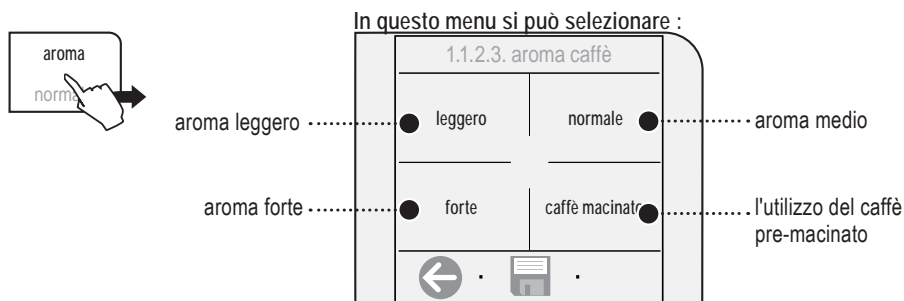 In questo menu si può selezionare :
aroma
norma
1.1.2.3. aroma caffè
aroma leggero
leggero
normale
aroma medio
aroma forte
forte
caffè macinato
l'utilizzo del caffè
pre-macinato